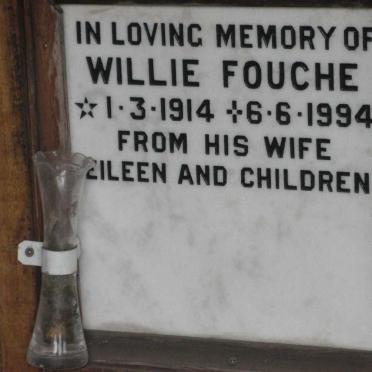 IN LOVING MEMORY OF
WILLIE FOUCHE
☆ 1·3·1914 ✣ 6·6·1994
FROM HIS WIFE
EILEEN AND CHILDREN